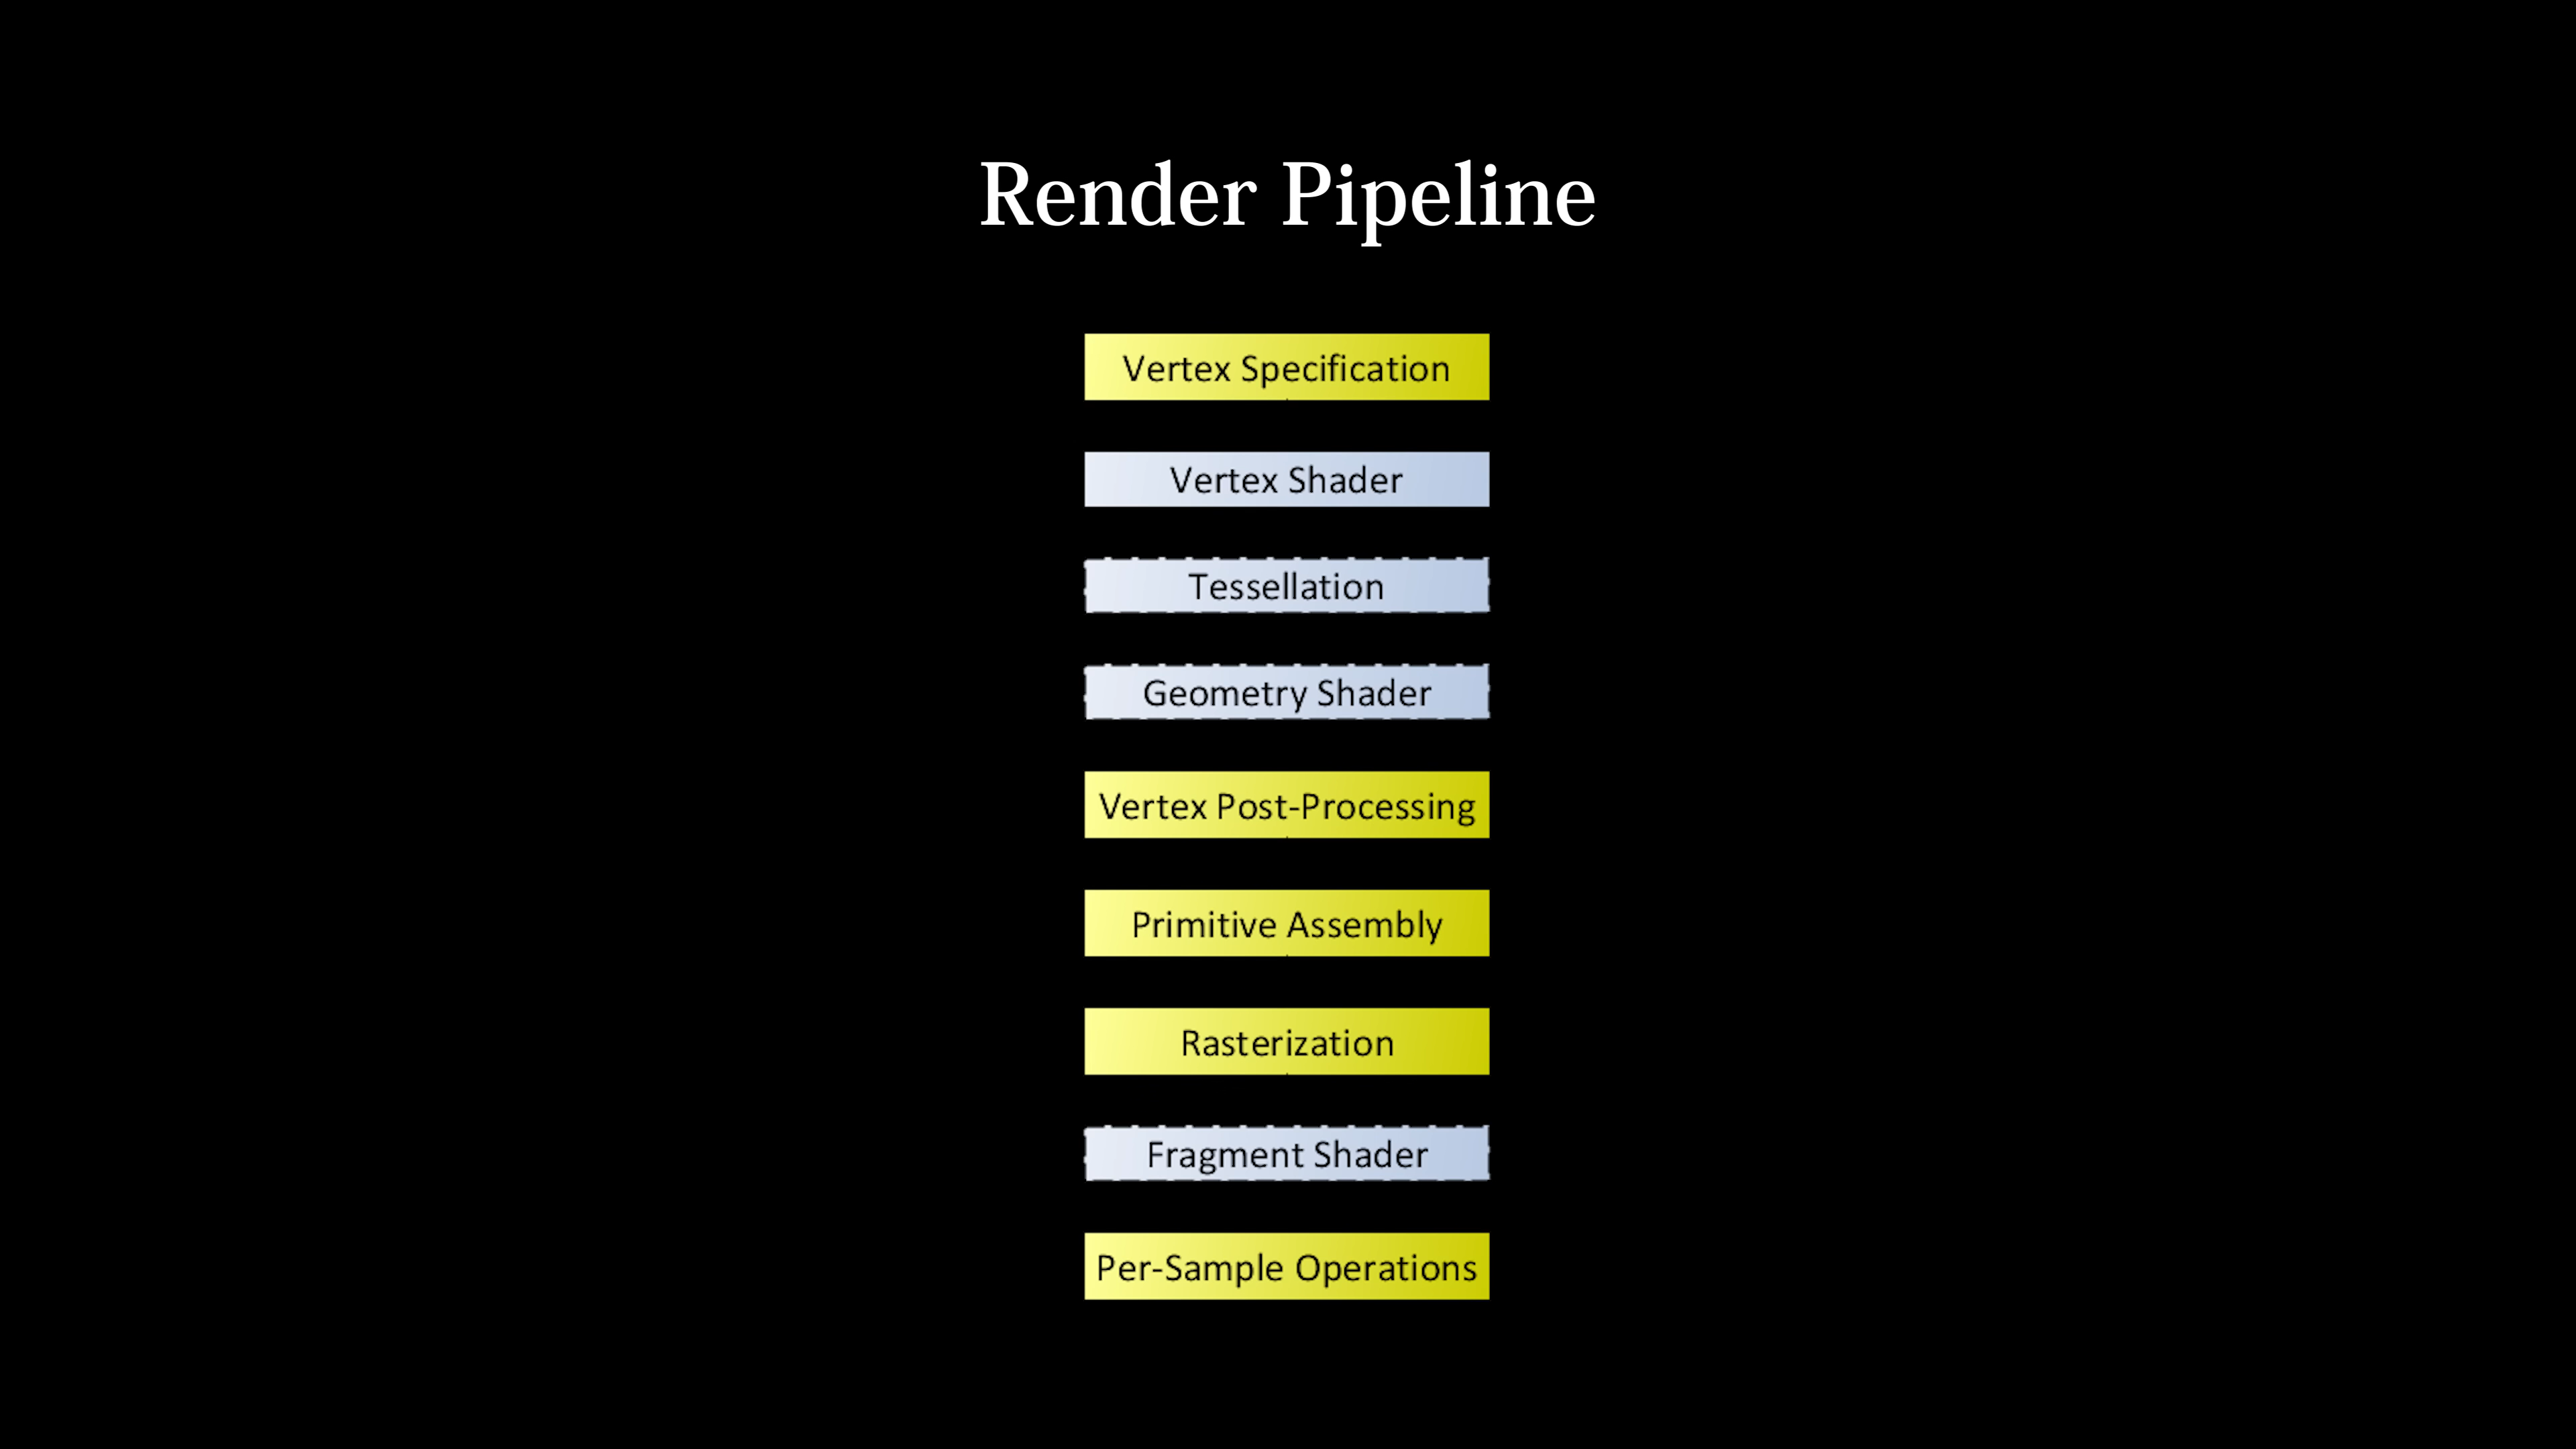 Render Pipeline
Vertex Specification
Vertex Shader
Tessellation
Geometry Shader
Vertex Post-Processing
Primitive Assembly
Rasterization
Fragment Shader
Per-Sample Operations